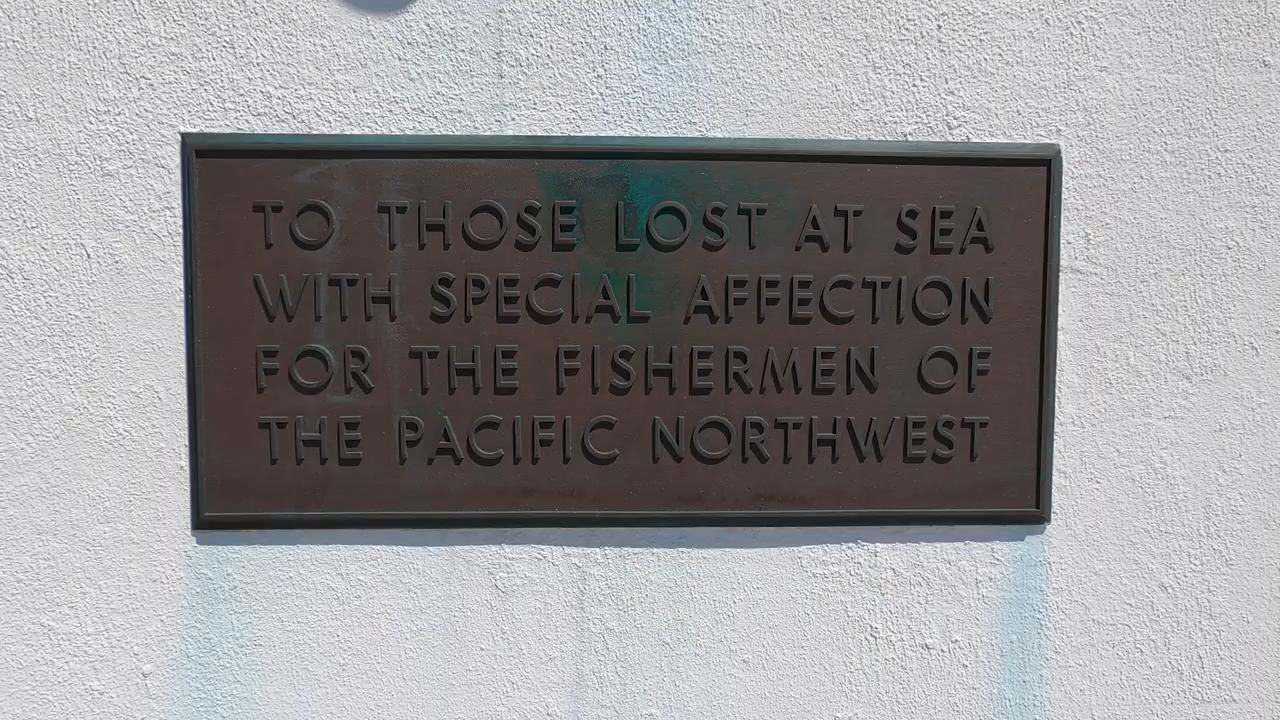 TO THOSE LOST AT SEA
WITH SPECIAL AFFECTION
FOR THE FISHERMEN OF
THE PACIFIC NORTHWEST